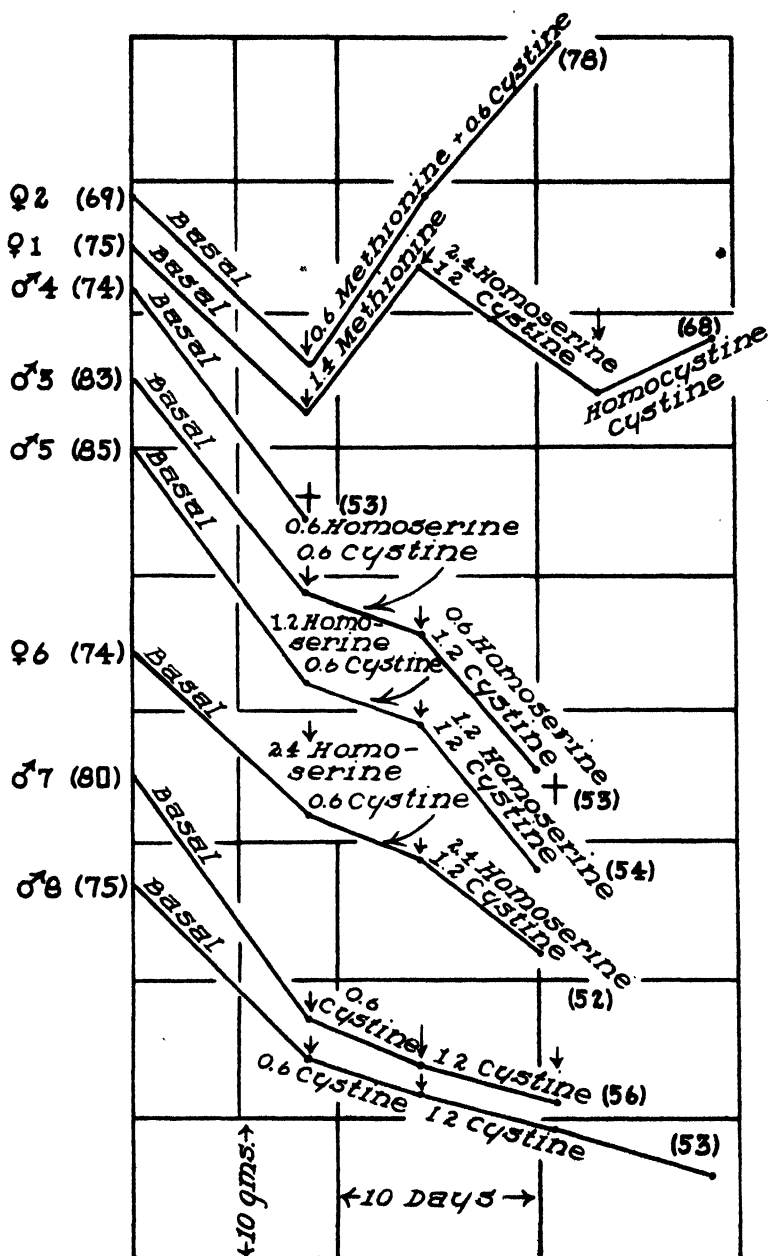 (78)
0.6 Methionine + 0.6 Cystine
♀2 (69)
Basal
♀1 (75)
Basal
1.4 Methionine
♂4 (74)
Basal
2.4 Homoserine
1.2 Cystine
(68)
Homocystine
Cystine
♂3 (83)
Basal
♂5 (85)
Basal
+ (53)
0.6 Homoserine
0.6 Cystine
1.2 Homo-
serine
0.6 Cystine
0.6 Homoserine
1.2 Cystine
+ (53)
♀6 (74)
Basal
2.4 Homo-
serine
0.6 Cystine
1.2 Homoserine
1.2 Cystine
(54)
♂7
Basal
2.4 Homoserine
1.2 Cystine
(52)
♂8 (75)
Basal
0.6
Cystine
1 2 Cystine (56)
0.6 Cystine 1 2 Cystine
(53)
←10 gms.→
←10 Days→